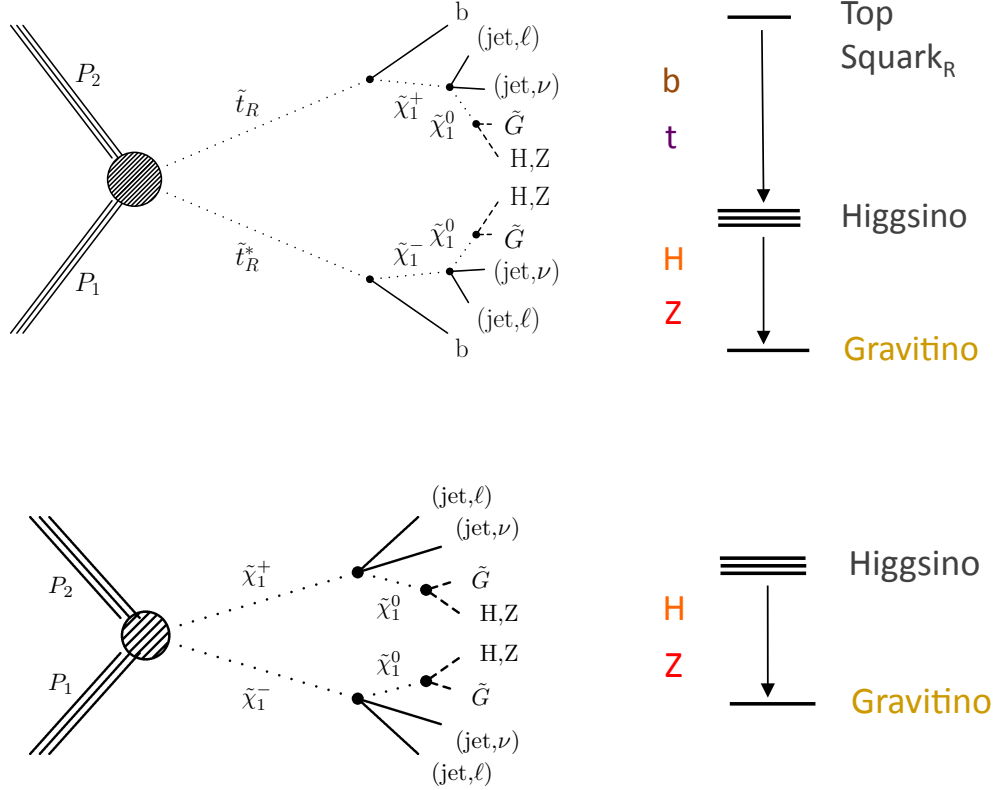 b
(jet,ℓ)
P₂
(jet,ν)
t̃_R
χ̃₁⁺
χ̃₁⁰
G̃
H,Z
H,Z
χ̃₁⁰
G̃
t̃*_R
χ̃₁⁻
(jet,ν)
P₁
(jet,ℓ)
b
Top
Squark_R
b
t
Higgsino
H
Z
Gravitino
(jet,ℓ)
(jet,ν)
P₂
χ̃₁⁺
G̃
χ̃₁⁰
H,Z
H,Z
χ̃₁⁰
P₁
G̃
χ̃₁⁻
(jet,ν)
(jet,ℓ)
Higgsino
H
Z
Gravitino